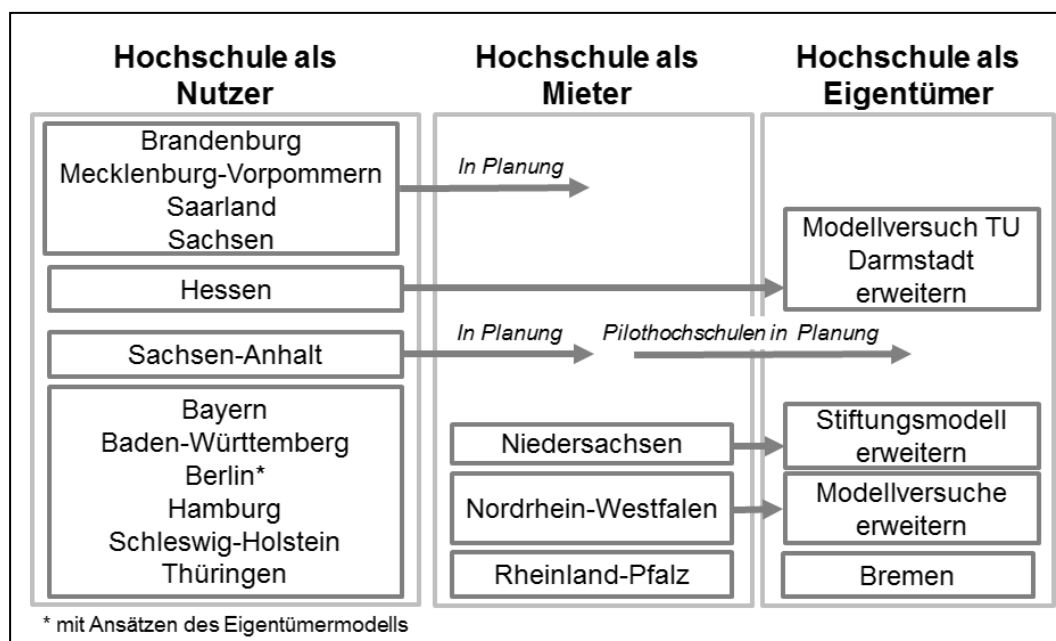 Hochschule als
Nutzer
Hochschule als
Mieter
Hochschule als
Eigentümer
Brandenburg
Mecklenburg-Vorpommern
Saarland
Sachsen
In Planung
Hessen
Modellversuch TU
Darmstadt
erweitern
Sachsen-Anhalt
In Planung
Pilothochschulen in Planung
Bayern
Baden-Württemberg
Berlin*
Hamburg
Schleswig-Holstein
Thüringen
Niedersachsen
Stiftungsmodell
erweitern
Nordrhein-Westfalen
Modellversuche
erweitern
Rheinland-Pfalz
Bremen
* mit Ansätzen des Eigentümermodells